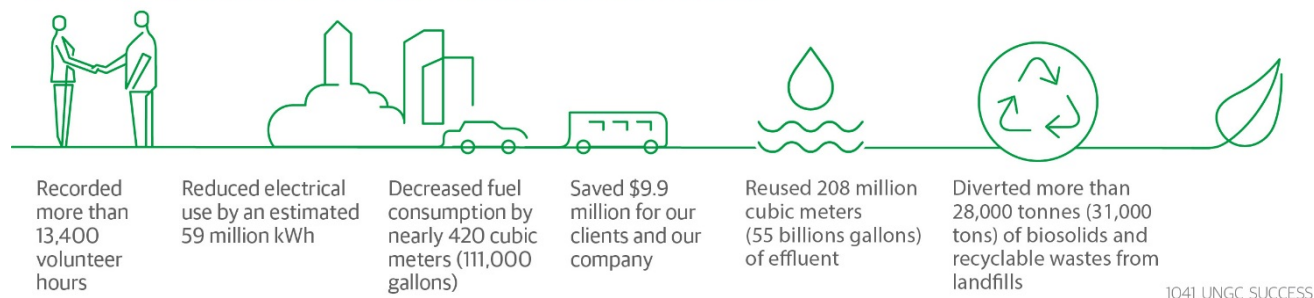 Recorded
more than
13,400
volunteer
hours
Reduced electrical
use by an estimated
59 million kWh
Decreased fuel
consumption by
nearly 420 cubic
meters (111,000
gallons)
Saved $9.9
million for our
clients and our
company
Reused 208 million
cubic meters
(55 billions gallons)
of effluent
Diverted more than
28,000 tonnes (31,000
tons) of biosolids and
recyclable wastes from
landfills
1041 UNGC SUCCESS